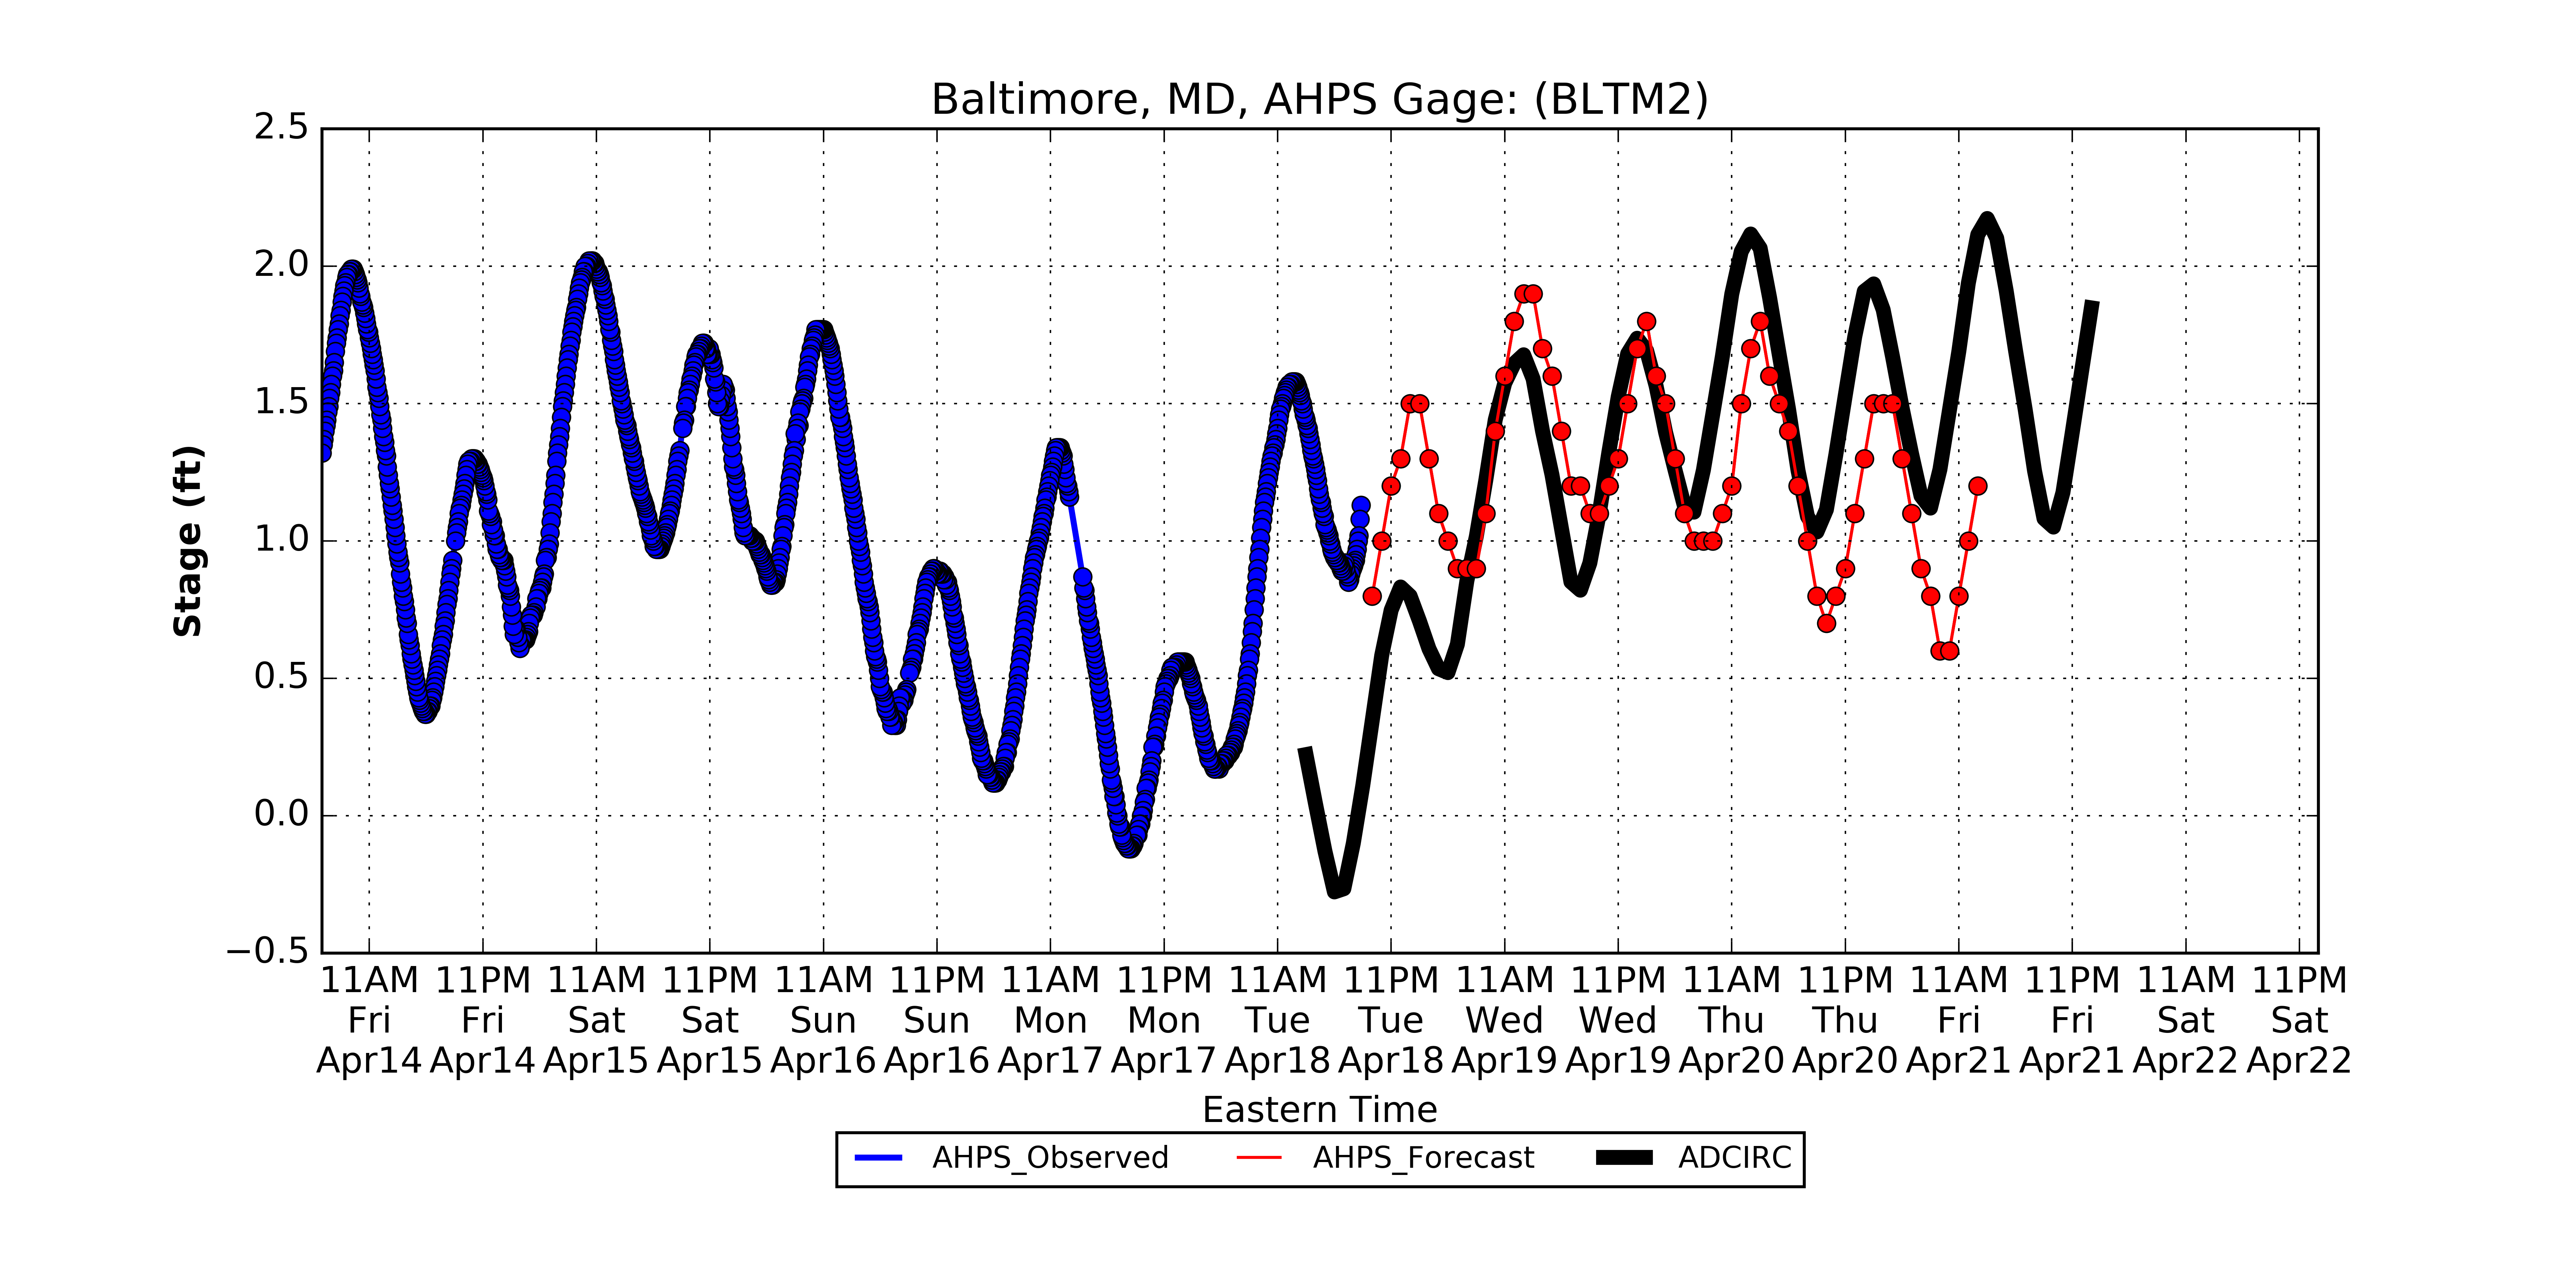 Baltimore, MD, AHPS Gage: (BLTM2)
2.5
2.0
1.5
1.0
0.5
0.0
−0.5
Stage (ft)
11AM 11PM 11AM 11PM 11AM 11PM 11AM 11PM 11AM 11PM 11AM 11PM 11AM 11PM 11AM 11PM 11AM 11PM
Fri Fri Sat Sat Sun Sun Mon Mon Tue Tue Wed Wed Thu Thu Fri Fri Sat Sat
Apr14 Apr14 Apr15 Apr15 Apr16 Apr16 Apr17 Apr17 Apr18 Apr18 Apr19 Apr19 Apr20 Apr20 Apr21 Apr21 Apr22 Apr22
Eastern Time
AHPS_Observed AHPS_Forecast ADCIRC